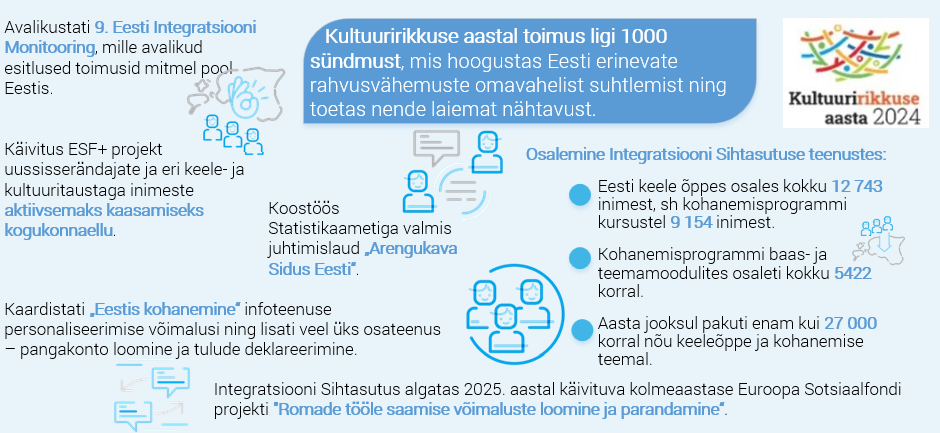 Avalikustati 9. Eesti Integratsiooni
Monitooring, mille avalikud
esitlused toimusid mitmel pool
Eestis.
Kultuuririkkuse aastal toimus ligi 1000
sündmust, mis hoogustas Eesti erinevate
rahvusvähemuste omavahelist suhtlemist ning
toetas nende laiemat nähtavust.
Kultuuririkkuse
aasta 2024
Käivitus ESF+ projekt
uussisserändajate ja eri keele- ja
kultuuritaustaga inimeste
aktiivsemaks kaasamiseks
kogukonnaellu.
Koostöös
Statistikaametiga valmis
juhtimislaud „Arengukava
Sidus Eesti“.
Osalemine Integratsiooni Sihtasutuse teenustes:
Eesti keele õppes osales kokku 12 743
inimest, sh kohanemisprogrammi
kursustel 9 154 inimest.
Kohanemisprogrammi baas- ja
teemamoodulites osaleti kokku 5422
korral.
Aasta jooksul pakuti enam kui 27 000
korral nõu keeleõppe ja kohanemise
teemal.
Kaardistati „Eestis kohanemine“ infoteenuse
personaliseerimise võimalusi ning lisati veel üks osateenus
– pangakonto loomine ja tulude deklareerimine.
Integratsiooni Sihtasutus algatas 2025. aastal käivituva kolmeaastase Euroopa Sotsiaalfondi
projekti "Romade tööle saamise võimaluste loomine ja parandamine“.